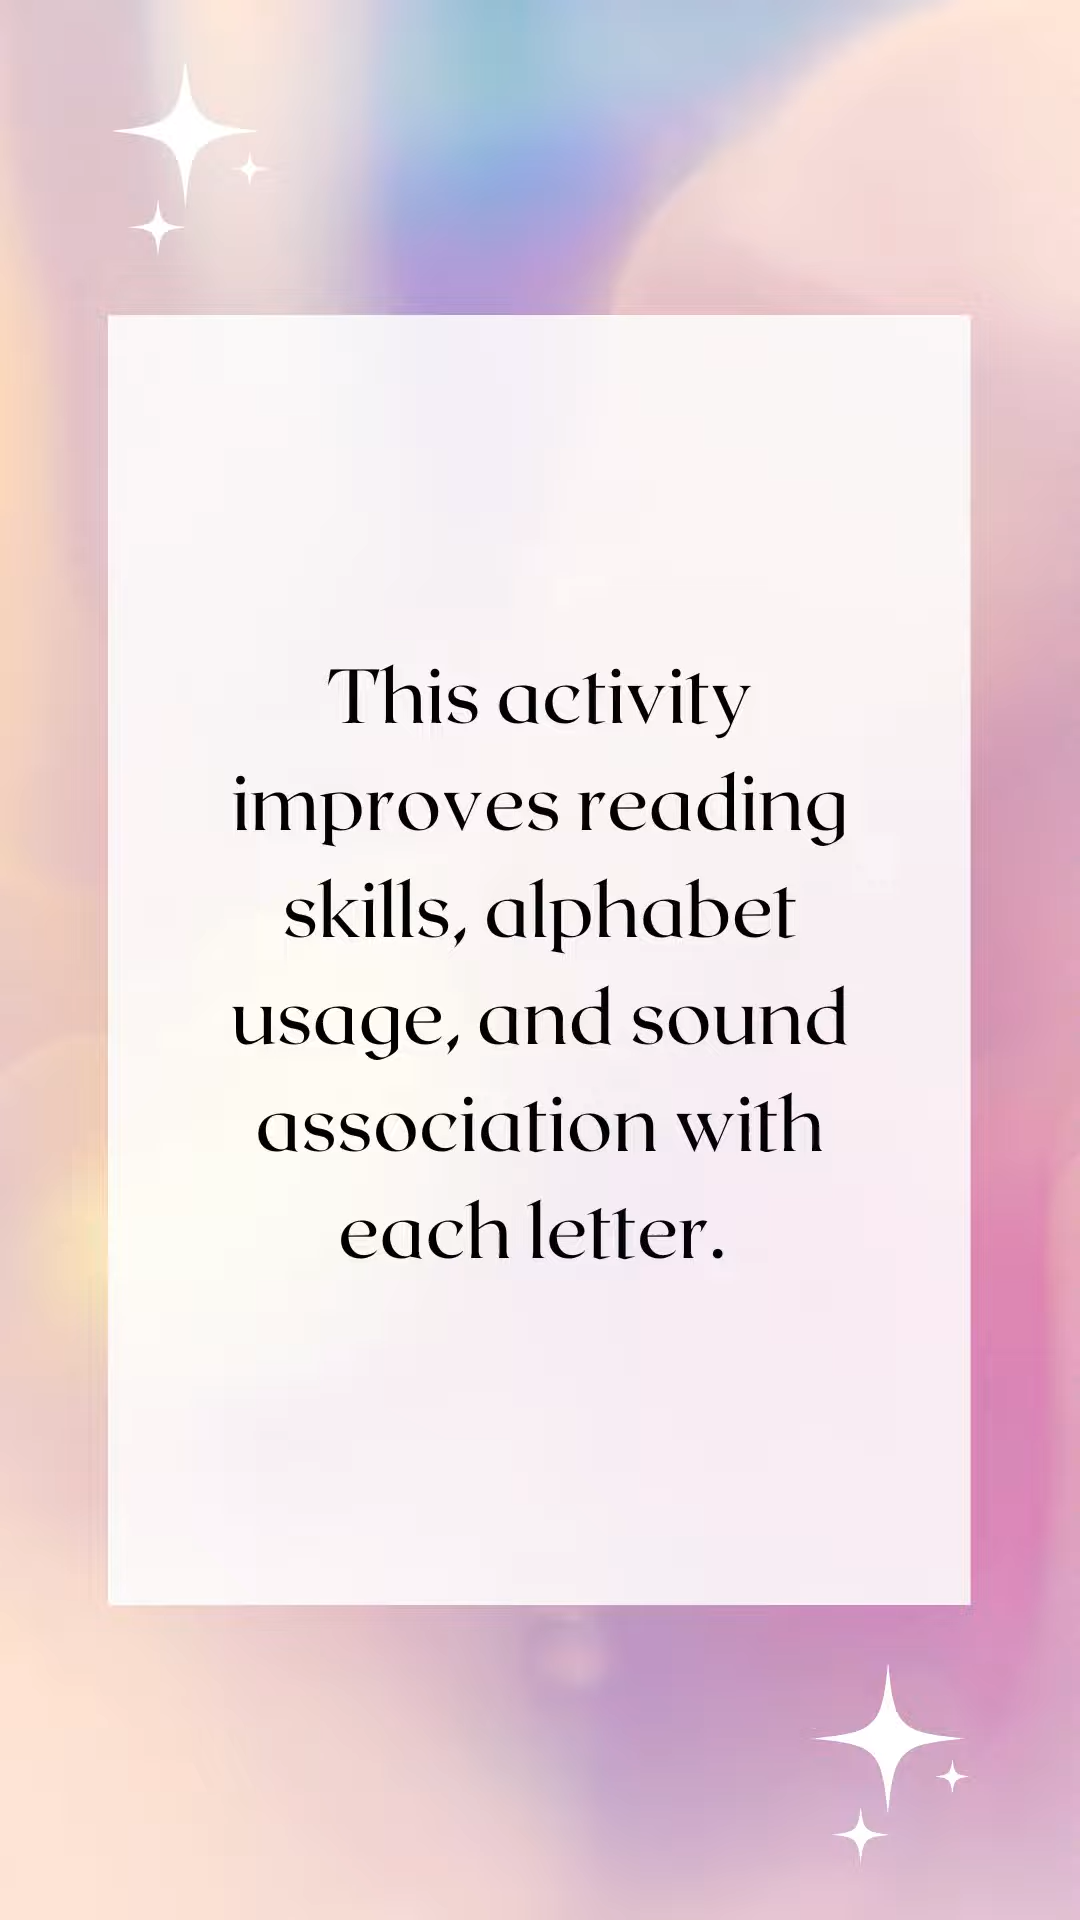 This activity
improves reading
skills, alphabet
usage, and sound
association with
each letter.